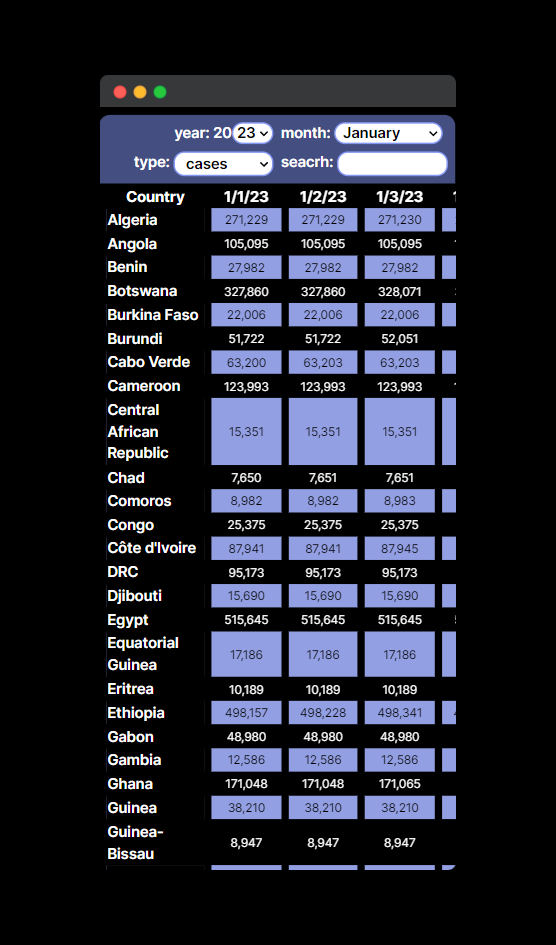 year: 2023 month: January
type: cases seacrh:
Country 1/1/23 1/2/23 1/3/23
Algeria 271,229 271,229 271,230
Angola 105,095 105,095 105,095
Benin 27,982 27,982 27,982
Botswana 327,860 327,860 328,071
Burkina Faso 22,006 22,006 22,006
Burundi 51,722 51,722 52,051
Cabo Verde 63,200 63,203 63,203
Cameroon 123,993 123,993 123,993
Central
African 15,351 15,351 15,351
Republic
Chad 7,650 7,651 7,651
Comoros 8,982 8,982 8,983
Congo 25,375 25,375 25,375
Côte d'Ivoire 87,941 87,941 87,945
DRC 95,173 95,173 95,173
Djibouti 15,690 15,690 15,690
Egypt 515,645 515,645 515,645
Equatorial
Guinea 17,186 17,186 17,186
Eritrea 10,189 10,189 10,189
Ethiopia 498,157 498,228 498,341
Gabon 48,980 48,980 48,980
Gambia 12,586 12,586 12,586
Ghana 171,048 171,048 171,065
Guinea 38,210 38,210 38,210
Guinea-
Bissau 8,947 8,947 8,947